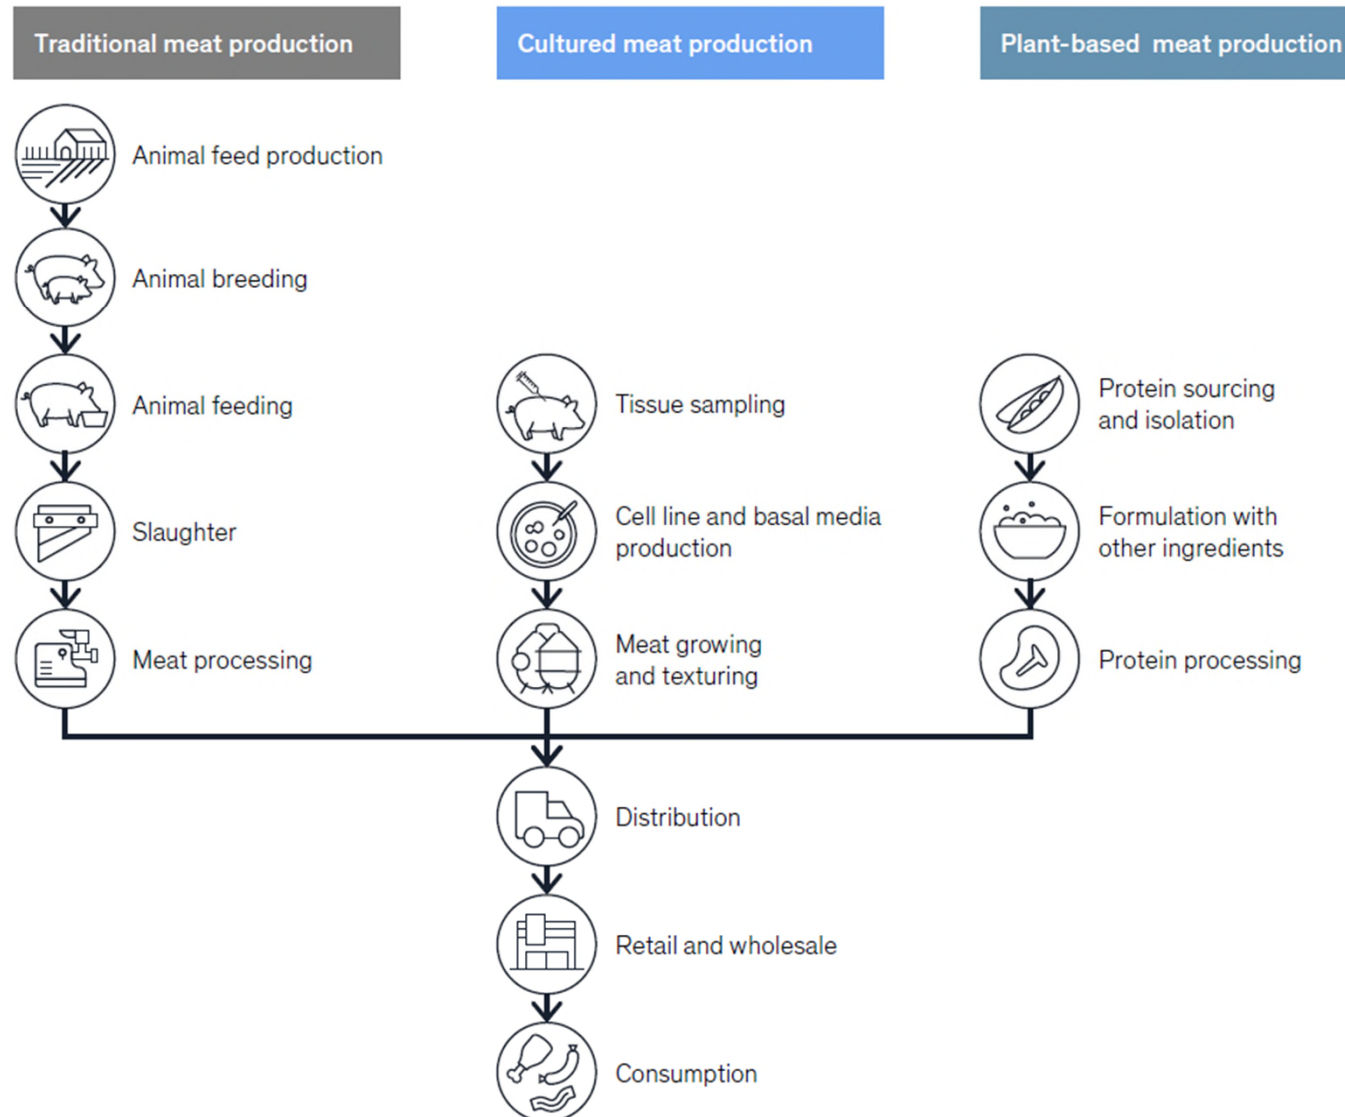 Traditional meat production
Cultured meat production
Plant-based meat production
Animal feed production
Animal breeding
Animal feeding
Slaughter
Meat processing
Tissue sampling
Cell line and basal media
production
Meat growing
and texturing
Protein sourcing
and isolation
Formulation with
other ingredients
Protein processing
Distribution
Retail and wholesale
Consumption